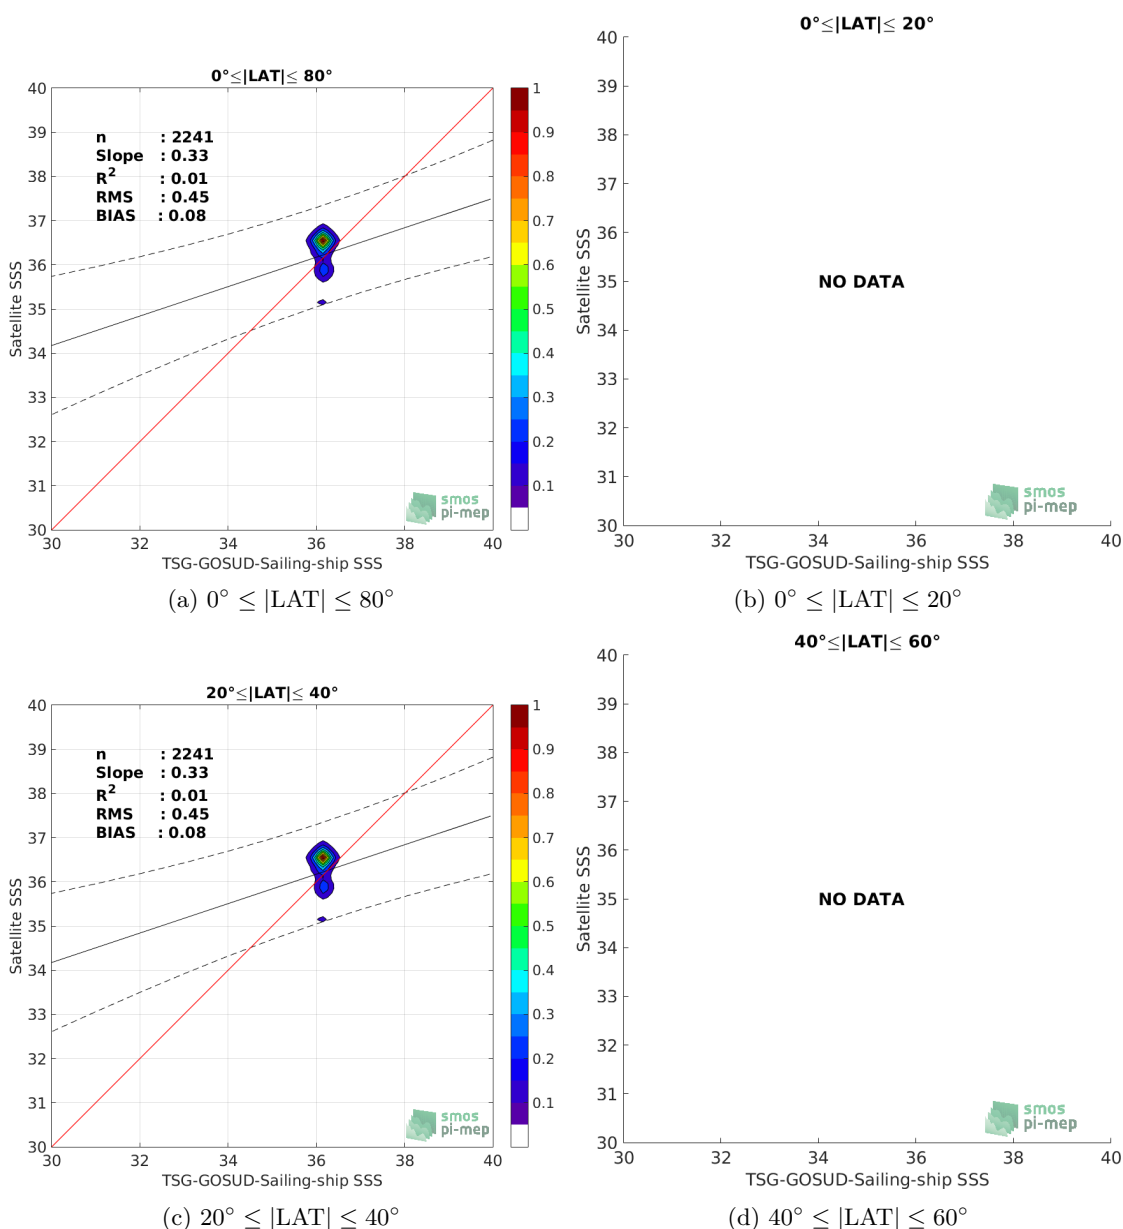 0°≤|LAT|≤ 80°
40
39
38
37
36
35
34
33
32
31
30
Satellite SSS
n : 2241
Slope : 0.33
R2 : 0.01
RMS : 0.45
BIAS : 0.08
smos
pi-mep
30 32 34 36 38 40
TSG-GOSUD-Sailing-ship SSS
1
0.9
0.8
0.7
0.6
0.5
0.4
0.3
0.2
0.1
(a) 0° ≤ |LAT| ≤ 80°
0°≤|LAT|≤ 20°
40
39
38
37
36
35
34
33
32
31
30
Satellite SSS
NO DATA
smos
pi-mep
30 32 34 36 38 40
TSG-GOSUD-Sailing-ship SSS
(b) 0° ≤ |LAT| ≤ 20°
20°≤|LAT|≤ 40°
40
39
38
37
36
35
34
33
32
31
30
Satellite SSS
n : 2241
Slope : 0.33
R2 : 0.01
RMS : 0.45
BIAS : 0.08
smos
pi-mep
30 32 34 36 38 40
TSG-GOSUD-Sailing-ship SSS
1
0.9
0.8
0.7
0.6
0.5
0.4
0.3
0.2
0.1
(c) 20° ≤ |LAT| ≤ 40°
40°≤|LAT|≤ 60°
40
39
38
37
36
35
34
33
32
31
30
Satellite SSS
NO DATA
smos
pi-mep
30 32 34 36 38 40
TSG-GOSUD-Sailing-ship SSS
(d) 40° ≤ |LAT| ≤ 60°